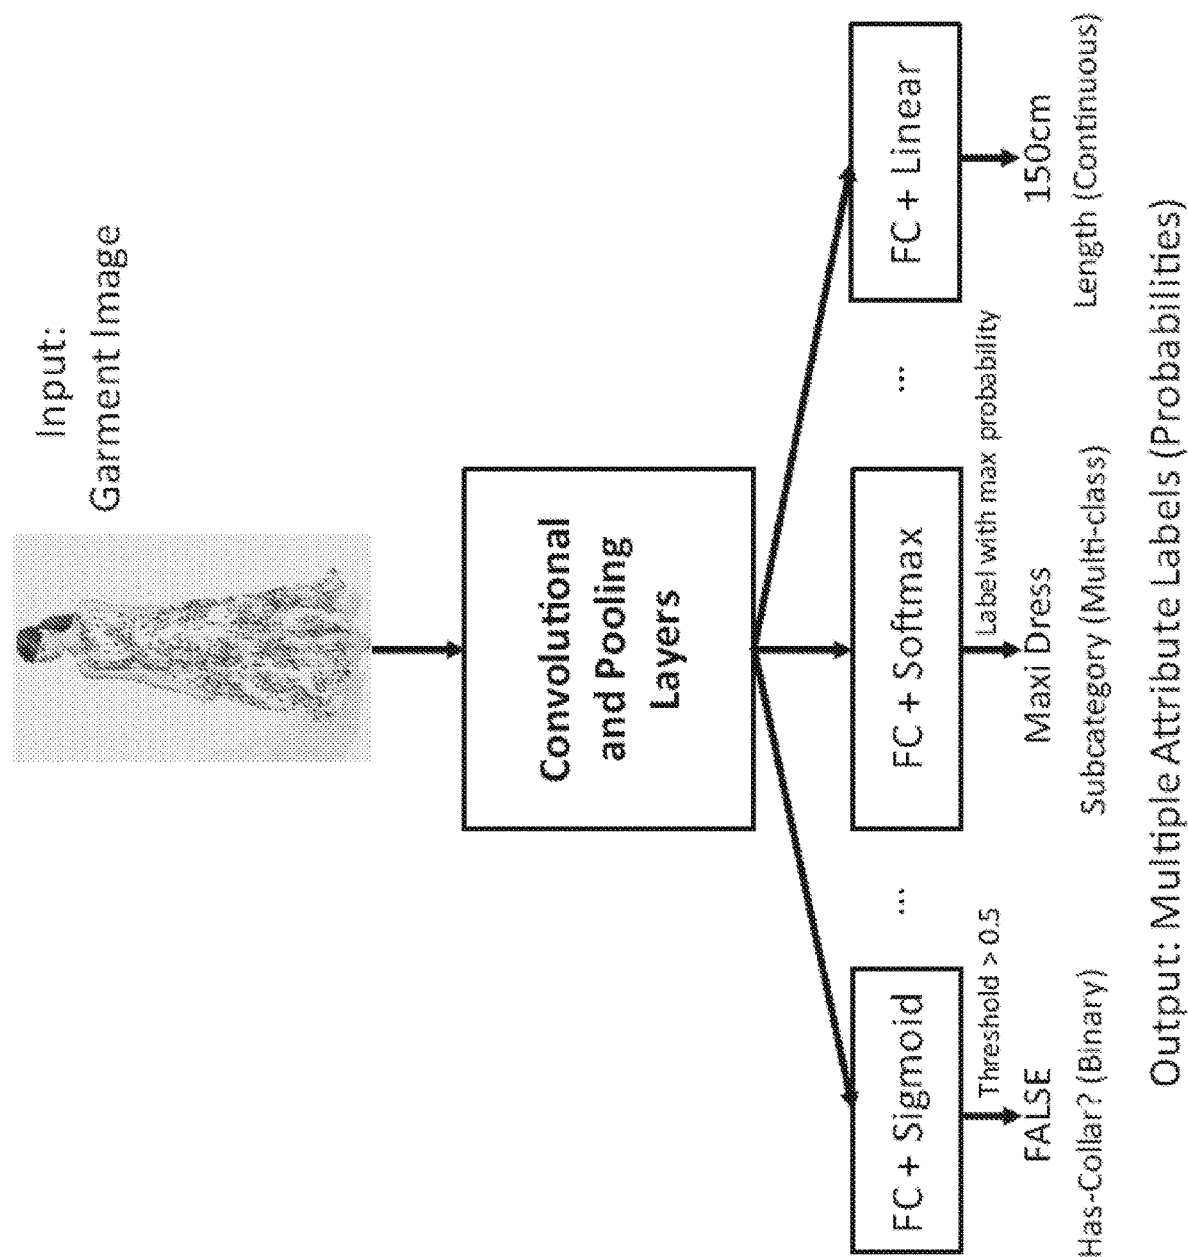 Input:
Garment Image
Convolutional
and Pooling
Layers
FC + Sigmoid
...
FC + Softmax
...
FC + Linear
Threshold > 0.5
Label with max probability
FALSE
Maxi Dress
150cm
Has-Collar? (Binary)
Subcategory (Multi-class)
Length (Continuous)
Output: Multiple Attribute Labels (Probabilities)